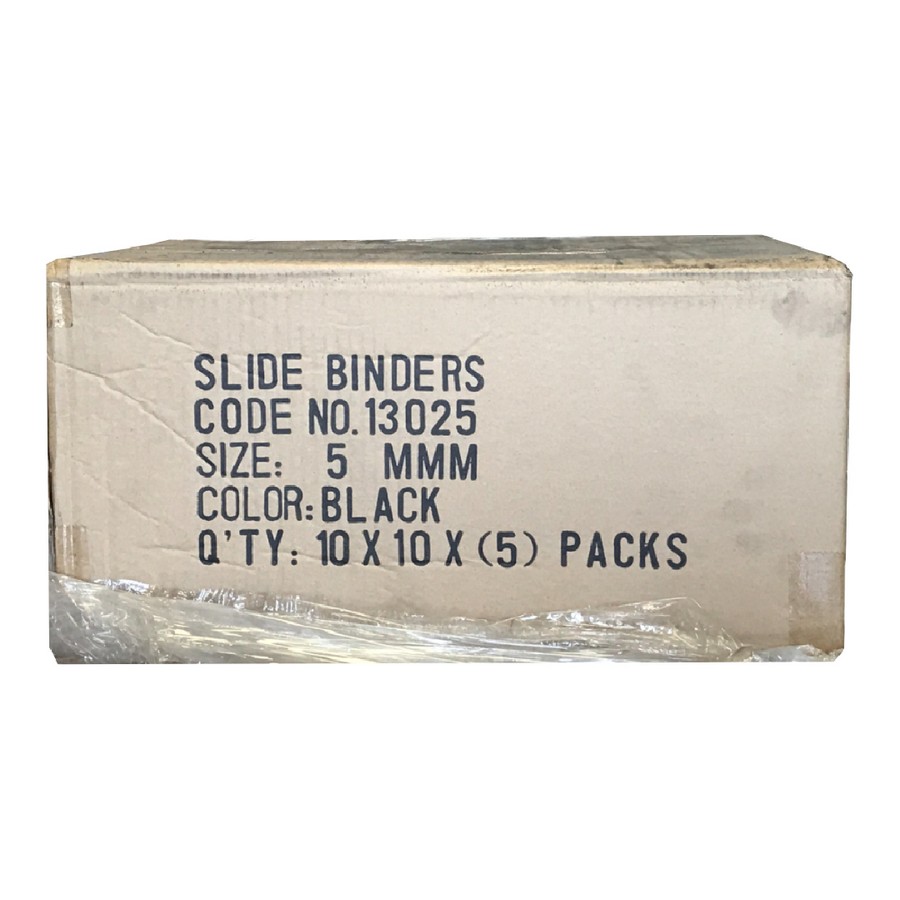 SLIDE BINDERS
CODE NO.13025
SIZE: 5 MMM
COLOR:BLACK
Q'TY: 10 X 10 X (5) PACKS